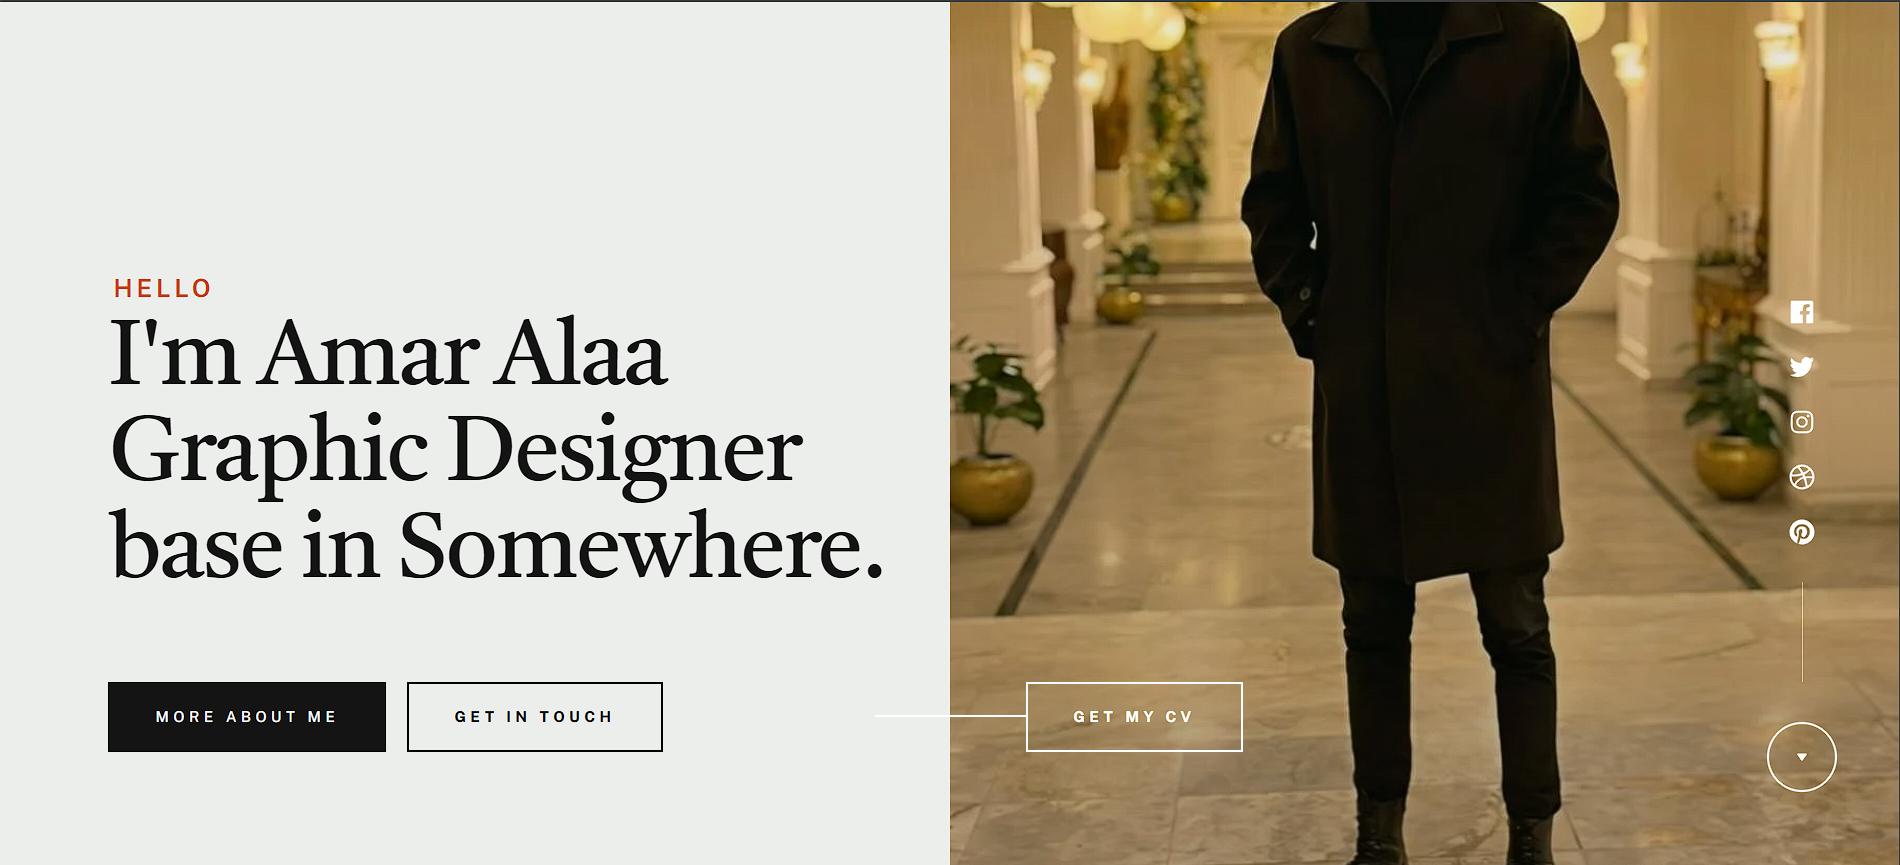 HELLO
I'm Amar Alaa
Graphic Designer
base in Somewhere.
MORE ABOUT ME
GET IN TOUCH
GET MY CV